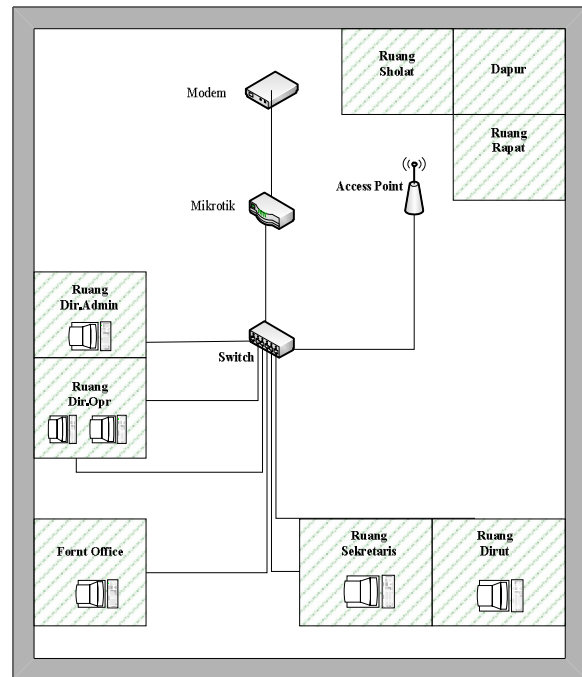 Ruang
Sholat
Dapur
Modem
Ruang
Rapat
Access Point
Mikrotik
Ruang
Dir.Admin
Switch
Ruang
Dir.Opr
Fornt Office
Ruang
Sekretaris
Ruang
Dirut